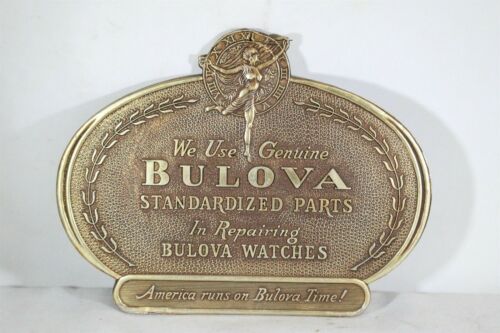 We Use Genuine
BULOVA
STANDARDIZED PARTS
In Repairing
BULOVA WATCHES
America runs on Bulova Time!